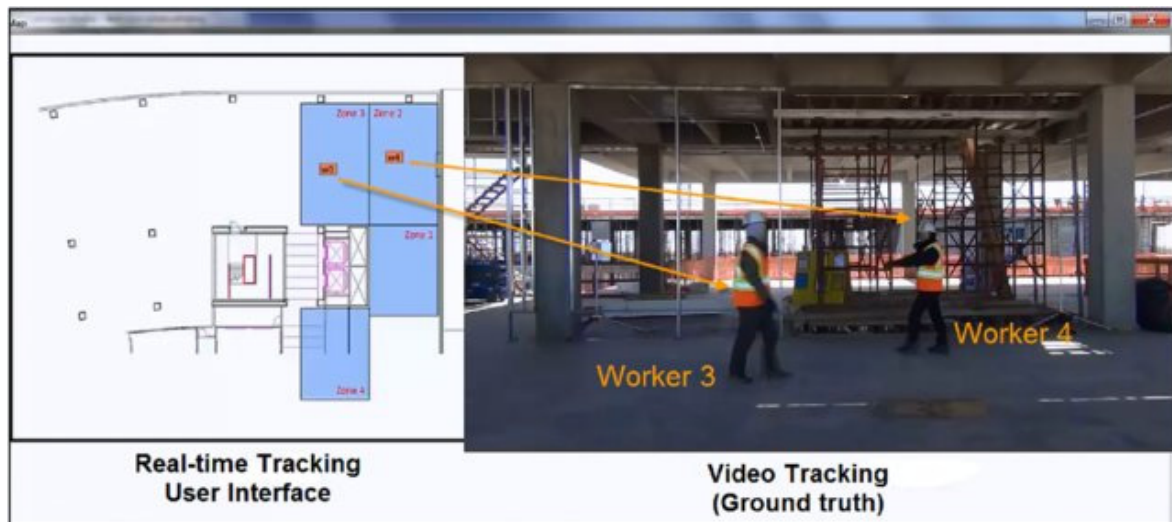 Map
Zone 3
Zone 2
w3
w4
Zone 1
Zone 4
Worker 3
Worker 4
Real-time Tracking
User Interface
Video Tracking
(Ground truth)